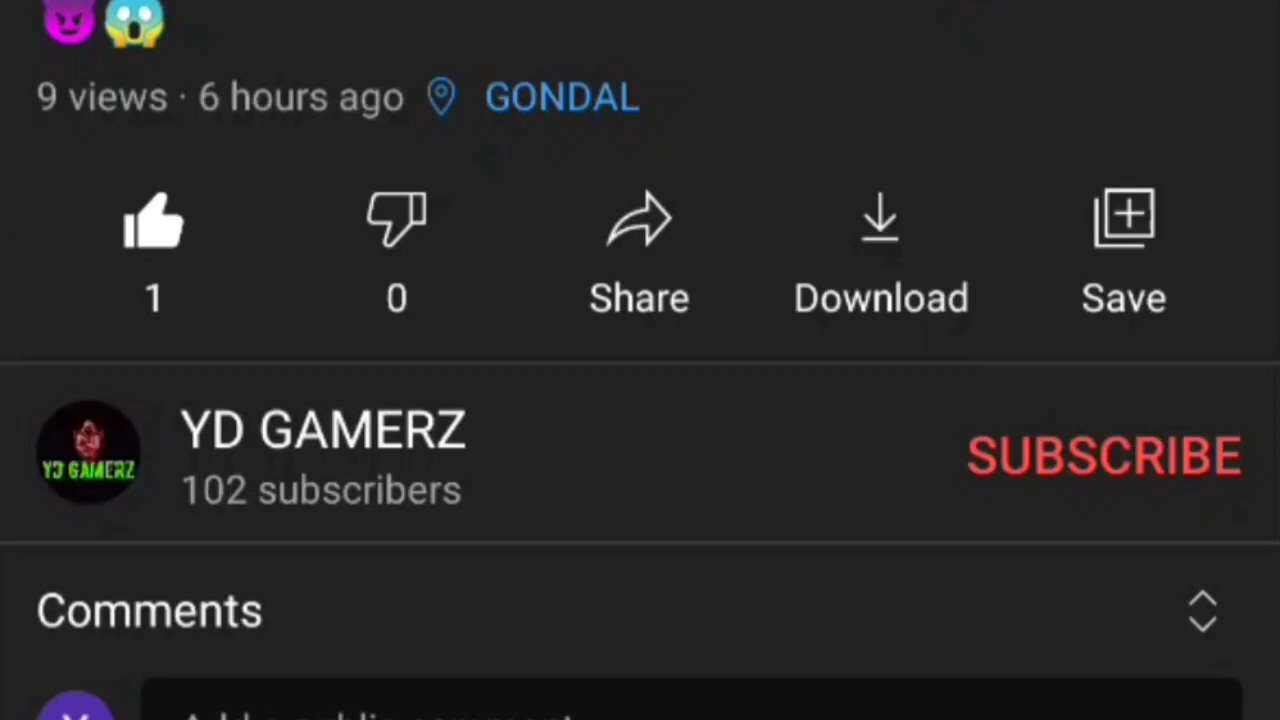 😈😱
9 views · 6 hours ago GONDAL
1 0 Share Download Save
YD GAMERZ
YD GAMERZ
102 subscribers
SUBSCRIBE
Comments
Y